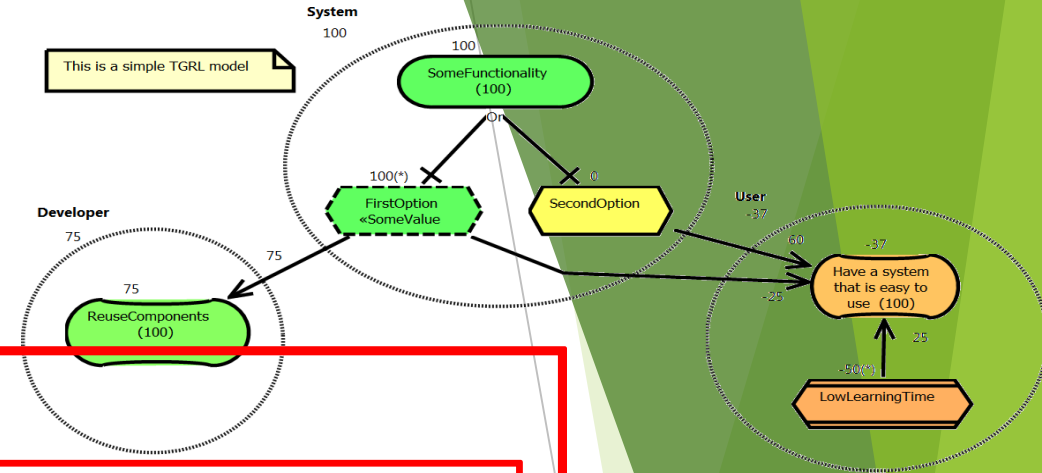 System
100
This is a simple TGRL model
100
SomeFunctionality
(100)
Or
100(*)
0
FirstOption
«SomeValue
SecondOption
User
-37
Developer
75
75
60
-37
75
Have a system
that is easy to
use (100)
-25
ReuseComponents
(100)
25
-50(*)
LowLearningTime